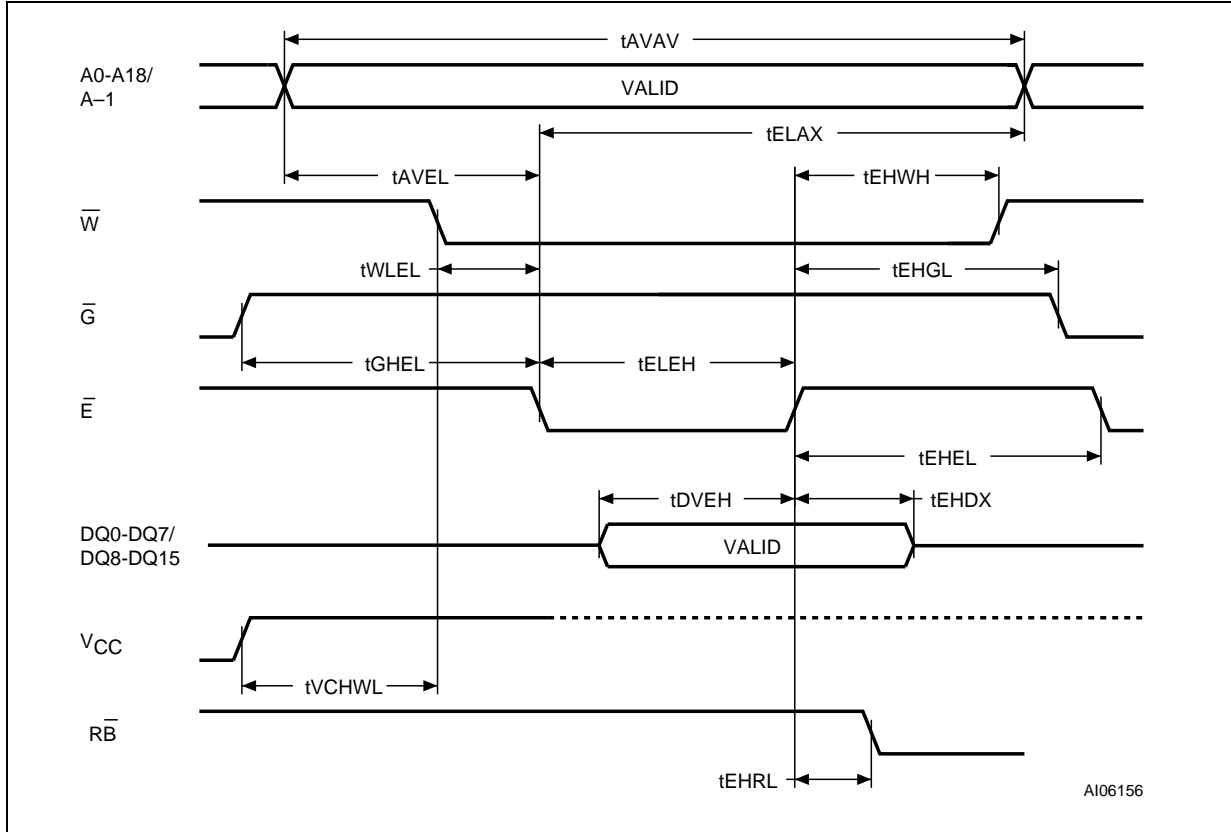 tAVAV
A0-A18/
A–1
VALID
tELAX
tAVEL
tEHWH
W̅
tWLEL
tEHGL
G̅
tGHEL
tELEH
E̅
tEHEL
tDVEH
tEHDX
DQ0-DQ7/
DQ8-DQ15
VALID
VCC
tVCHWL
RB̅
tEHRL
AI06156